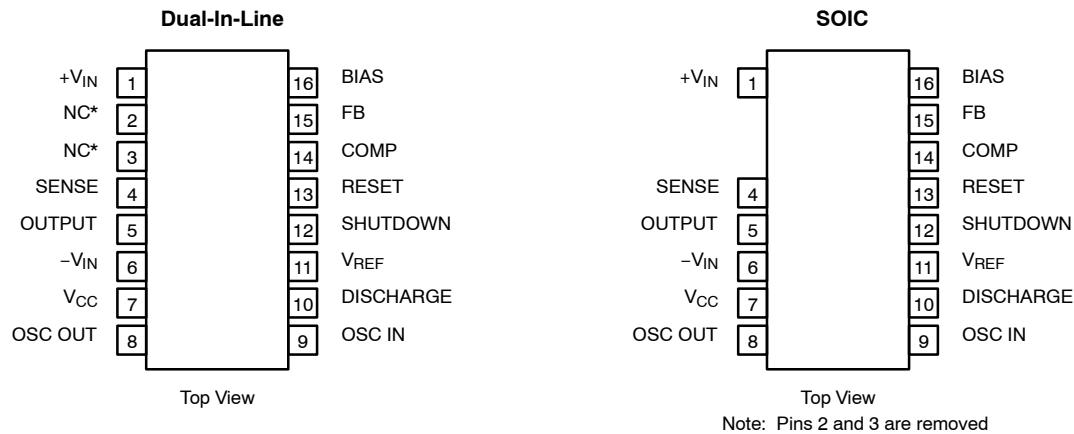 Dual-In-Line
+VIN 1 16 BIAS
NC* 2 15 FB
NC* 3 14 COMP
SENSE 4 13 RESET
OUTPUT 5 12 SHUTDOWN
−VIN 6 11 VREF
VCC 7 10 DISCHARGE
OSC OUT 8 9 OSC IN
Top View
SOIC
+VIN 1 16 BIAS
15 FB
14 COMP
SENSE 4 13 RESET
OUTPUT 5 12 SHUTDOWN
−VIN 6 11 VREF
VCC 7 10 DISCHARGE
OSC OUT 8 9 OSC IN
Top View
Note: Pins 2 and 3 are removed